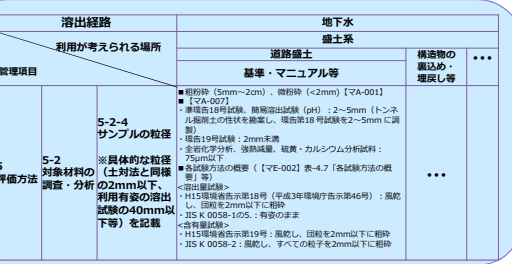 溶出経路
地下水
利用が考えられる場所
盛土系
道路盛土
構造物の
裏込め・
埋戻し等
•••
管理項目
基準・マニュアル等
5
評価方法
5-2
対象材料の
調査・分析
5-2-4
サンプルの粒径
※具体的な粒径
（土対法と同様
の2mm以下、
利用有姿の溶出
試験の40mm以
下等）を記載
■粗粉砕（5mm～2cm）、微粉砕（<2mm)【マA-001】
■【マA-007】
・準環告18号試験、簡易溶出試験（pH）：2～5mm（トンネ
ル掘削土の性状を勘案し、環告第18 号試験を2～5mm に調
製）
・環告19号試験：2mm未満
・全岩化学分析、強熱減量、硫黄・カルシウム分析試料：
75μm以下
■各試験方法の概要（【マE-002】表-4.7「各試験方法の概
要」等）
<溶出量試験>
・H15環境省告示第18号（平成3年環境庁告示第46号）：風乾
し、団粒を2mm以下に粗砕
・JIS K 0058-1の5.：有姿のまま
<含有量試験>
・H15環境省告示第19号：風乾し、団粒を2mm以下に粗砕
・JIS K 0058-2：風乾し、すべての粒子を2mm以下に粗砕
•••